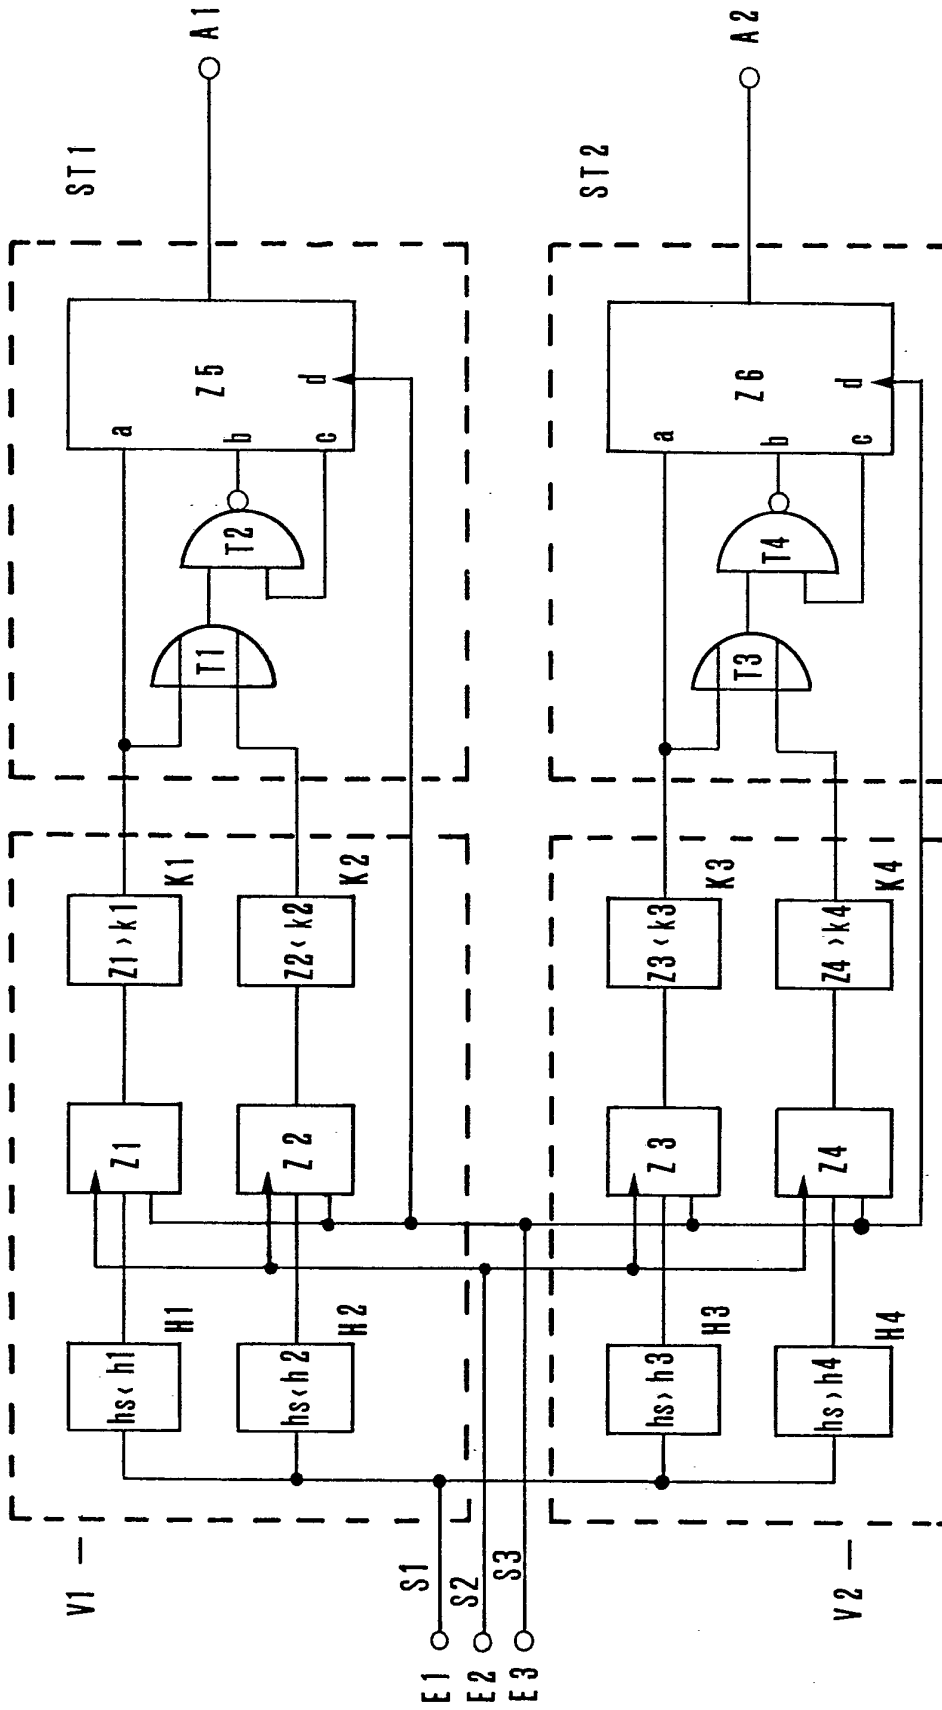 V1
ST1
hs<h1
H1
Z1
Z1>k1
K1
a
T1
T2
b
c
Z5
d
A1
hs<h2
H2
Z2
Z2<k2
K2
E1
S1
E2
S2
E3
S3
ST2
hs>h3
H3
Z3
Z3<k3
K3
a
T3
T4
b
c
Z6
d
A2
hs>h4
H4
Z4
Z4>k4
K4
V2